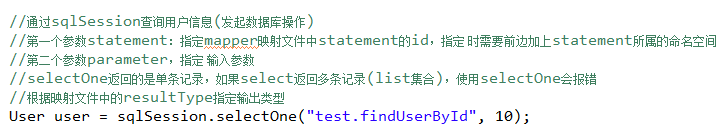 //通过sqlSession查询用户信息(发起数据库操作)
//第一个参数statement：指定mapper映射文件中statement的id，指定 时需要前边加上statement所属的命名空间
//第二个参数parameter，指定 输入参数
//selectOne返回的是单条记录，如果select返回多条记录(list集合)，使用selectOne会报错
//根据映射文件中的resultType指定输出类型
User user = sqlSession.selectOne("test.findUserById", 10);